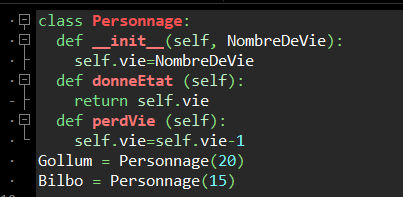 class Personnage:
  def __init__(self, NombreDeVie):
    self.vie=NombreDeVie
  def donneEtat (self):
    return self.vie
  def perdVie (self):
    self.vie=self.vie-1
Gollum = Personnage(20)
Bilbo = Personnage(15)